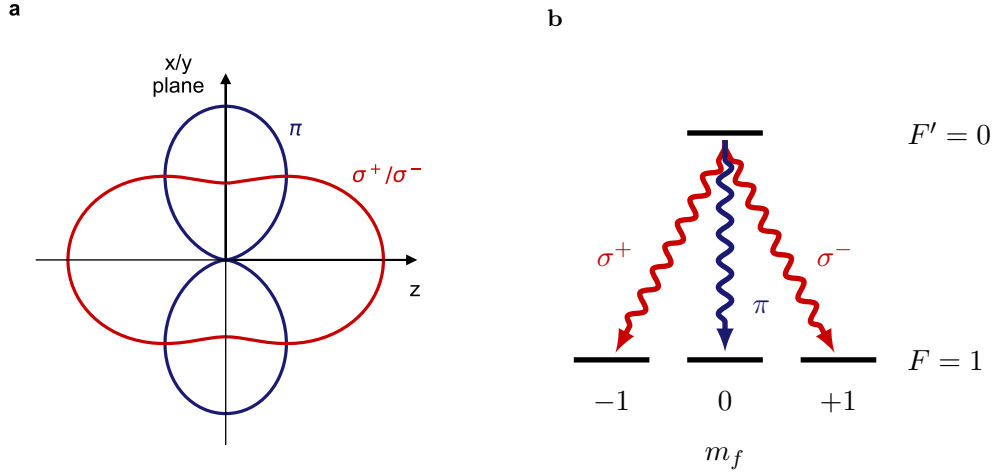 a
x/y
plane
π
σ⁺/σ⁻
z
b
F′ = 0
σ⁺
σ⁻
π
F = 1
−1
0
+1
m_f